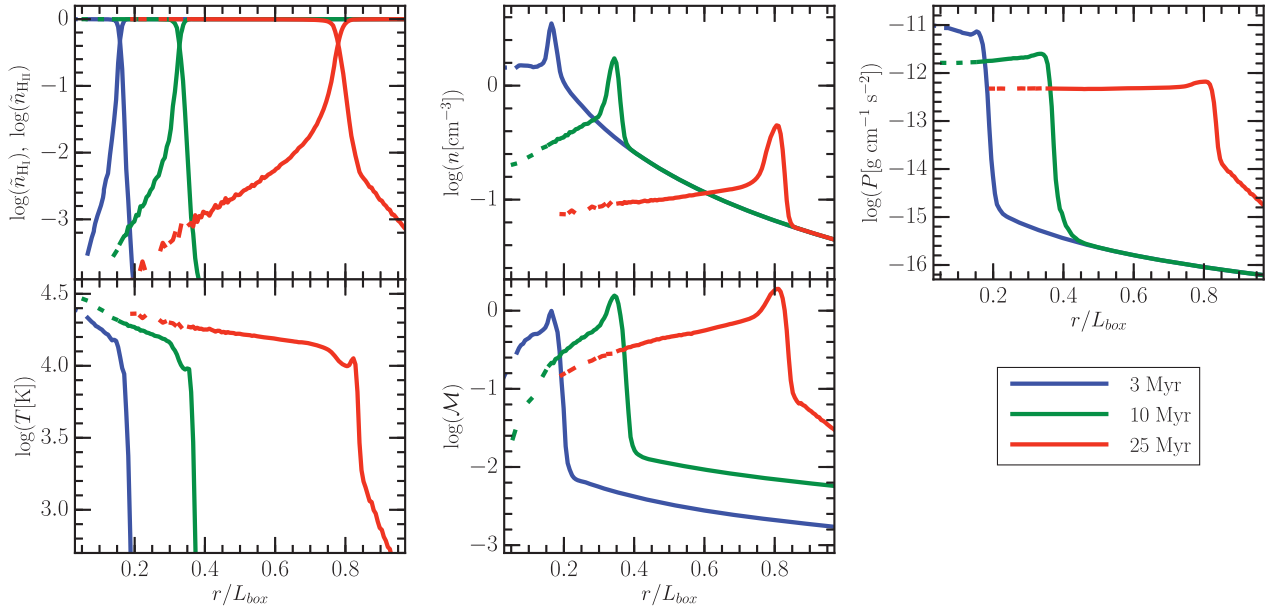 log(ñ_HI), log(ñ_HII)
0
−1
−2
−3
log(n[cm⁻³])
0
−1
log(P[g cm⁻¹ s⁻²])
−11
−12
−13
−14
−15
−16
0.2 0.4 0.6 0.8
r/L_box
log(T[K])
4.5
4.0
3.5
3.0
0.2 0.4 0.6 0.8
r/L_box
log(ℳ)
0
−1
−2
−3
0.2 0.4 0.6 0.8
r/L_box
3 Myr
10 Myr
25 Myr